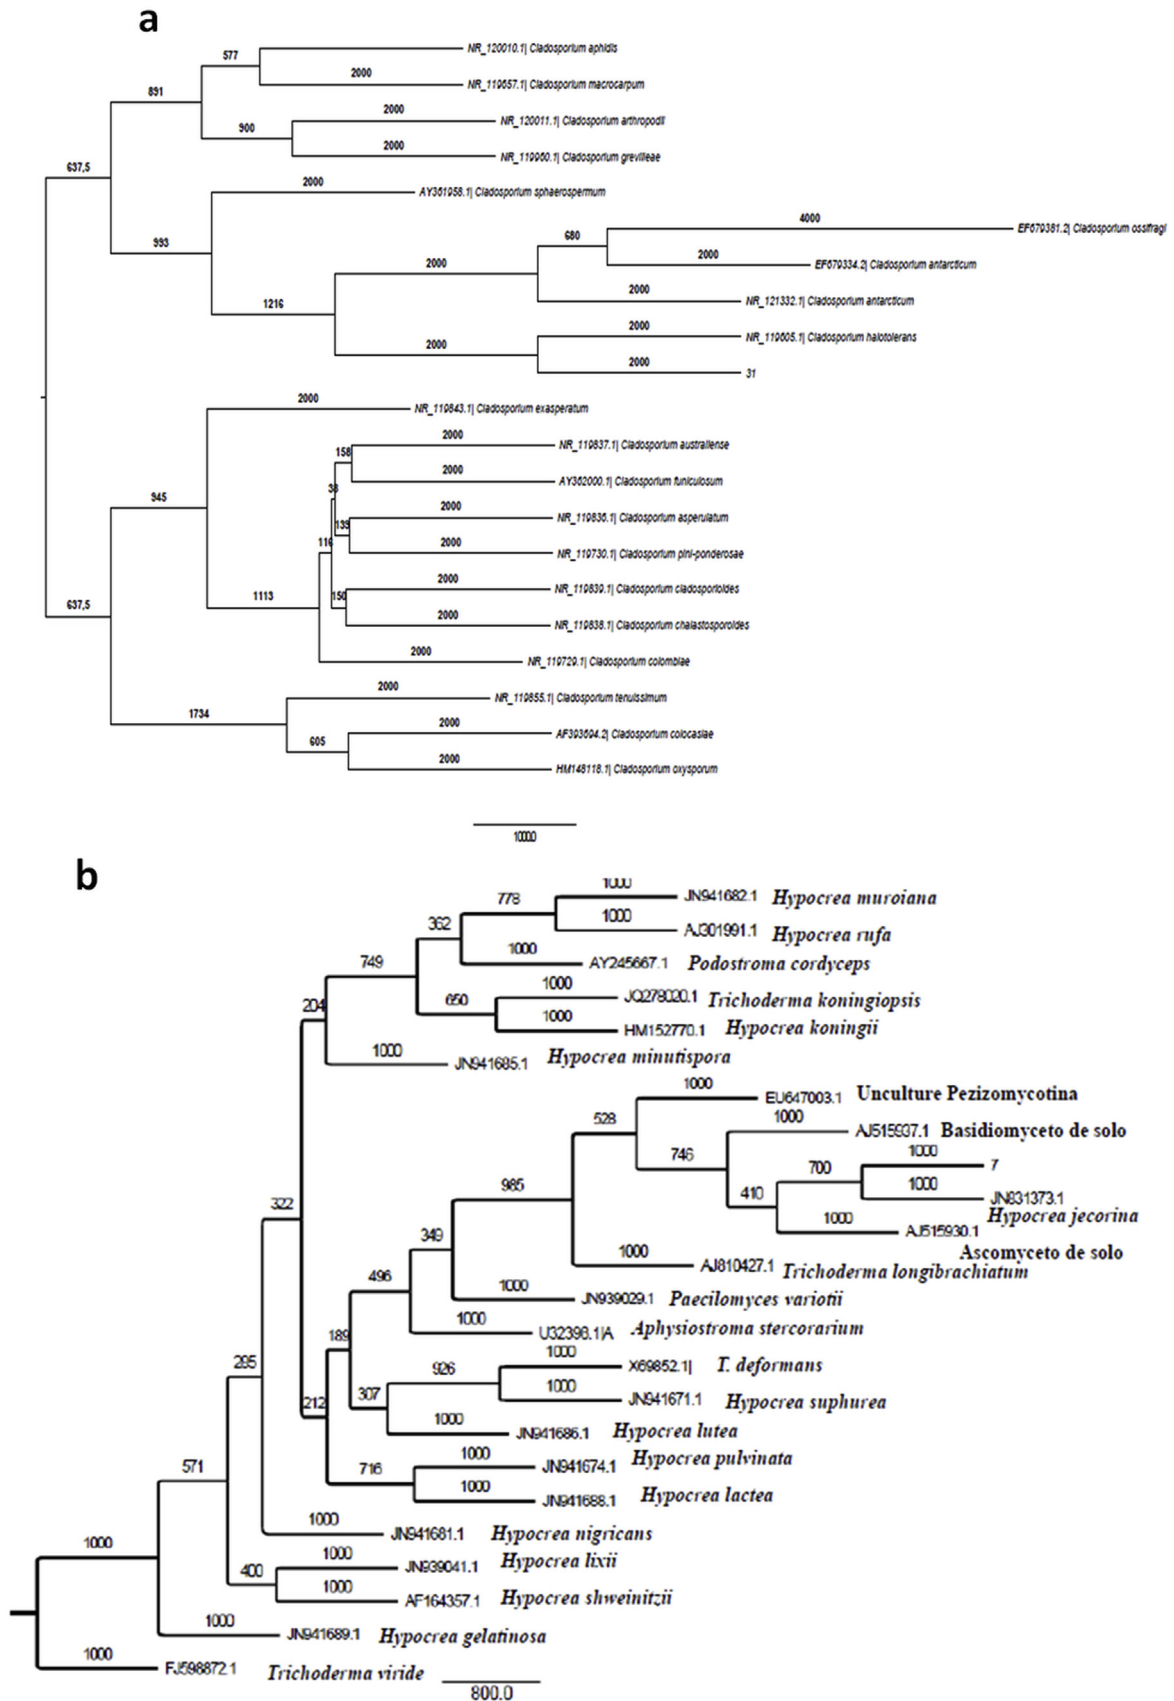 a
NR_120010.1| Cladosporium aphidis
577
2000
NR_119657.1| Cladosporium macrocarpum
891
2000
NR_120011.1| Cladosporium arthropodii
900
2000
NR_119960.1| Cladosporium grevilleae
637,5
2000
AY361958.1| Cladosporium sphaerospermum
993
4000
EF679381.2| Cladosporium ossifragi
680
2000
EF679334.2| Cladosporium antarcticum
2000
2000
NR_121332.1| Cladosporium antarcticum
1216
2000
NR_119605.1| Cladosporium halotolerans
2000
2000
31
2000
NR_119843.1| Cladosporium exasperatum
2000
NR_119837.1| Cladosporium australiense
158
2000
AY362000.1| Cladosporium funiculosum
38
945
2000
NR_119836.1| Cladosporium asperulatum
139
2000
NR_119730.1| Cladosporium pini-ponderosae
116
2000
NR_119839.1| Cladosporium cladosporioides
1113
150
637,5
2000
NR_119838.1| Cladosporium chalastosporoides
2000
NR_119729.1| Cladosporium colombiae
2000
NR_119855.1| Cladosporium tenuissimum
1734
2000
AF393694.2| Cladosporium colocasiae
605
2000
HM148118.1| Cladosporium oxysporum
1000.0
b
1000
JN941682.1 Hypocrea muroiana
778
1000
AJ301991.1 Hypocrea rufa
362
1000
AY245667.1 Podostroma cordyceps
749
1000
JQ278020.1 Trichoderma koningiopsis
650
1000
HM152770.1 Hypocrea koningii
204
1000
JN941685.1 Hypocrea minutispora
1000
EU647003.1 Unculture Pezizomycotina
528
1000
AJ515937.1 Basidiomyceto de solo
746
1000
7
700
1000
JN831373.1
Hypocrea jecorina
410
1000
AJ515930.1
Ascomyceto de solo
985
322
349
1000
AJ810427.1 Trichoderma longibrachiatum
496
1000
JN939029.1 Paecilomyces variotii
1000
U32398.1|A Aphysiostroma stercorarium
189
1000
X69852.1| T. deformans
926
1000
JN941671.1 Hypocrea suphurea
295
307
212
1000
JN941686.1 Hypocrea lutea
1000
JN941674.1 Hypocrea pulvinata
716
1000
JN941688.1 Hypocrea lactea
571
1000
JN941681.1 Hypocrea nigricans
1000
JN939041.1 Hypocrea lixii
400
1000
AF164357.1 Hypocrea shweinitzii
1000
1000
JN941689.1 Hypocrea gelatinosa
1000
FJ598872.1 Trichoderma viride
800.0